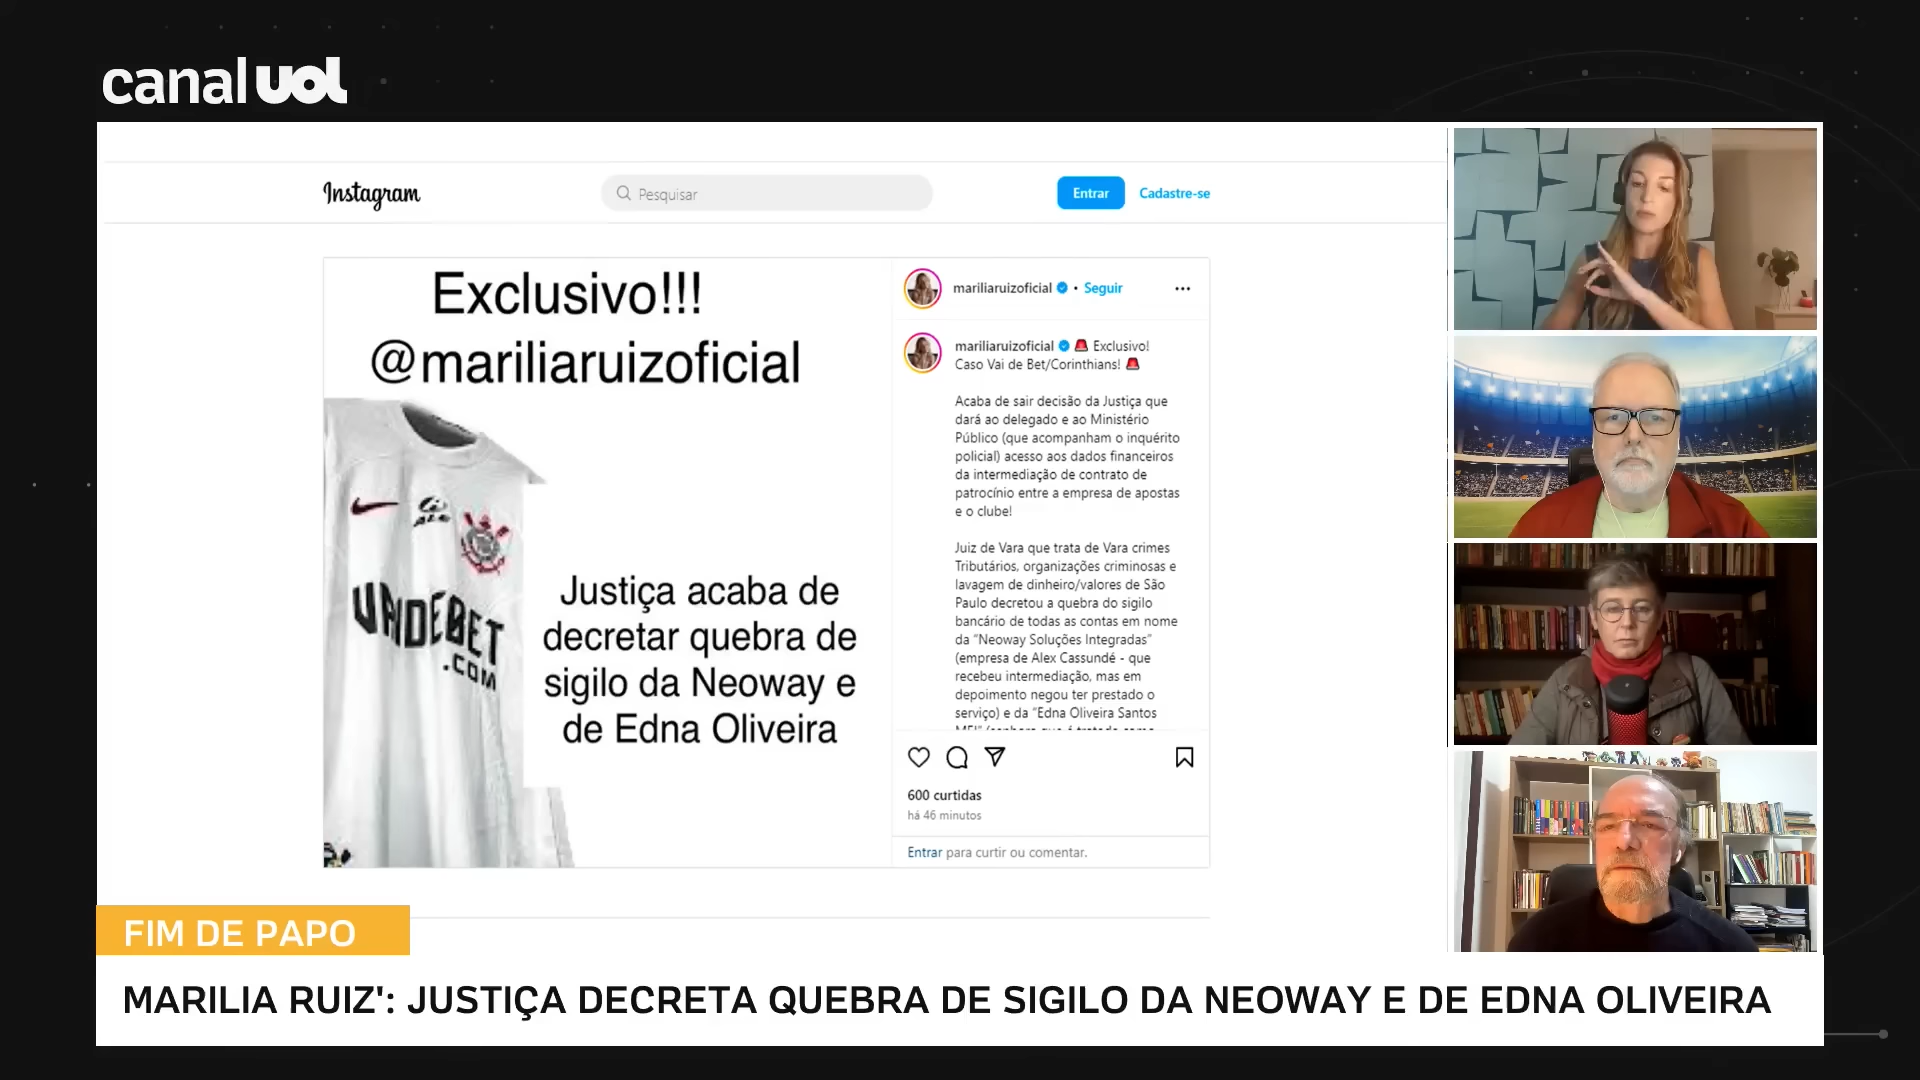 canal uol
Instagram
Pesquisar
Entrar
Cadastre-se
Exclusivo!!!
@mariliaruizoficial
VAIDEBET
.COM
Justiça acaba de
decretar quebra de
sigilo da Neoway e
de Edna Oliveira
mariliaruizoficial • Seguir
mariliaruizoficial 🚨 Exclusivo!
Caso Vai de Bet/Corinthians! 🚨
Acaba de sair decisão da Justiça que
dará ao delegado e ao Ministério
Público (que acompanham o inquérito
policial) acesso aos dados financeiros
da intermediação de contrato de
patrocínio entre a empresa de apostas
e o clube!
Juiz de Vara que trata de Vara crimes
Tributários, organizações criminosas e
lavagem de dinheiro/valores de São
Paulo decretou a quebra do sigilo
bancário de todas as contas em nome
da “Neoway Soluções Integradas”
(empresa de Alex Cassundé - que
recebeu intermediação, mas em
depoimento negou ter prestado o
serviço) e da “Edna Oliveira Santos
600 curtidas
há 46 minutos
Entrar para curtir ou comentar.
FIM DE PAPO
MARILIA RUIZ': JUSTIÇA DECRETA QUEBRA DE SIGILO DA NEOWAY E DE EDNA OLIVEIRA